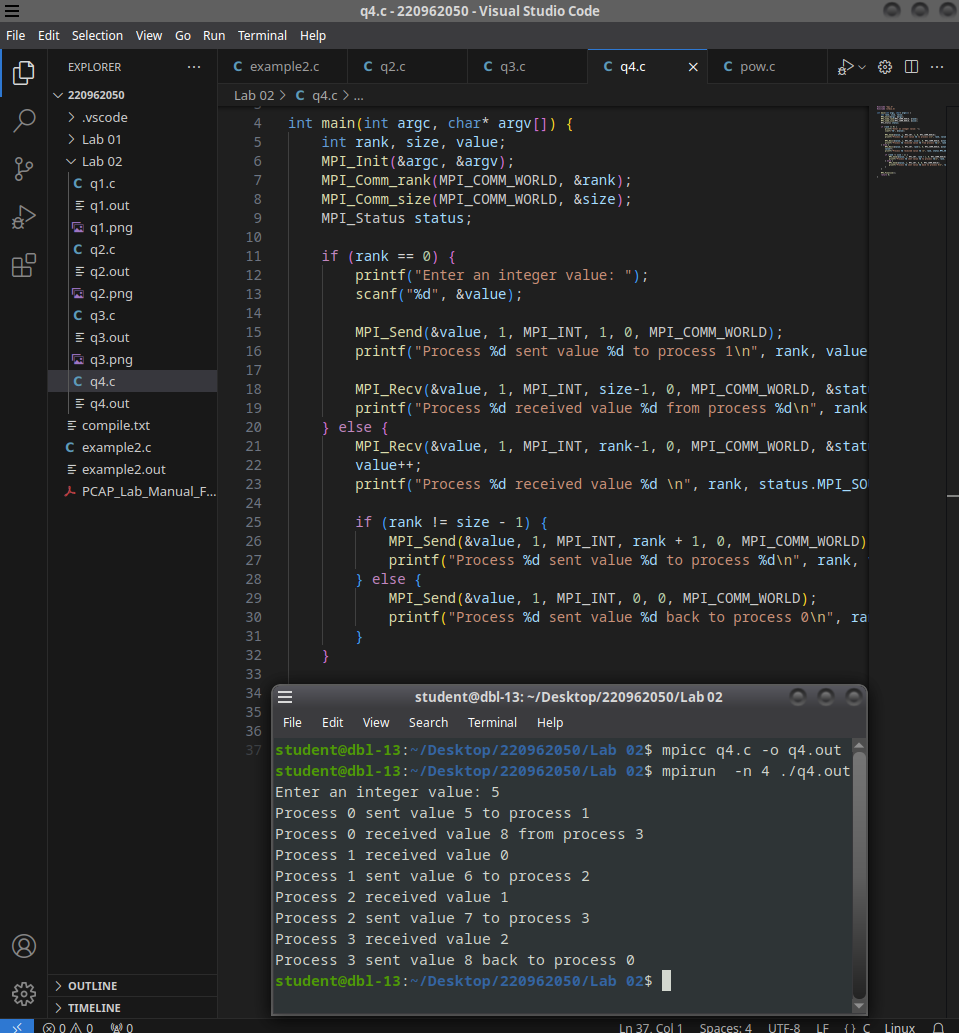 q4.c - 220962050 - Visual Studio Code
File Edit Selection View Go Run Terminal Help
EXPLORER
220962050
.vscode
Lab 01
Lab 02
C q1.c
q1.out
q1.png
C q2.c
q2.out
q2.png
C q3.c
q3.out
q3.png
C q4.c
q4.out
compile.txt
C example2.c
example2.out
PCAP_Lab_Manual_F...
OUTLINE
TIMELINE
C example2.c C q2.c C q3.c C q4.c C pow.c
Lab 02 > C q4.c > ...
4 int main(int argc, char* argv[]) {
5 int rank, size, value;
6 MPI_Init(&argc, &argv);
7 MPI_Comm_rank(MPI_COMM_WORLD, &rank);
8 MPI_Comm_size(MPI_COMM_WORLD, &size);
9 MPI_Status status;
10
11 if (rank == 0) {
12 printf("Enter an integer value: ");
13 scanf("%d", &value);
14
15 MPI_Send(&value, 1, MPI_INT, 1, 0, MPI_COMM_WORLD);
16 printf("Process %d sent value %d to process 1\n", rank, value
17
18 MPI_Recv(&value, 1, MPI_INT, size-1, 0, MPI_COMM_WORLD, &stat
19 printf("Process %d received value %d from process %d\n", rank
20 } else {
21 MPI_Recv(&value, 1, MPI_INT, rank-1, 0, MPI_COMM_WORLD, &stat
22 value++;
23 printf("Process %d received value %d \n", rank, status.MPI_SO
24
25 if (rank != size - 1) {
26 MPI_Send(&value, 1, MPI_INT, rank + 1, 0, MPI_COMM_WORLD)
27 printf("Process %d sent value %d to process %d\n", rank,
28 } else {
29 MPI_Send(&value, 1, MPI_INT, 0, 0, MPI_COMM_WORLD);
30 printf("Process %d sent value %d back to process 0\n", ra
31 }
32 }
33
34
35
36
37
student@dbl-13: ~/Desktop/220962050/Lab 02
File Edit View Search Terminal Help
student@dbl-13:~/Desktop/220962050/Lab 02$ mpicc q4.c -o q4.out
student@dbl-13:~/Desktop/220962050/Lab 02$ mpirun  -n 4 ./q4.out
Enter an integer value: 5
Process 0 sent value 5 to process 1
Process 0 received value 8 from process 3
Process 1 received value 0
Process 1 sent value 6 to process 2
Process 2 received value 1
Process 2 sent value 7 to process 3
Process 3 received value 2
Process 3 sent value 8 back to process 0
student@dbl-13:~/Desktop/220962050/Lab 02$
0 0 0 Ln 37, Col 1 Spaces: 4 UTF-8 LF { } C Linux